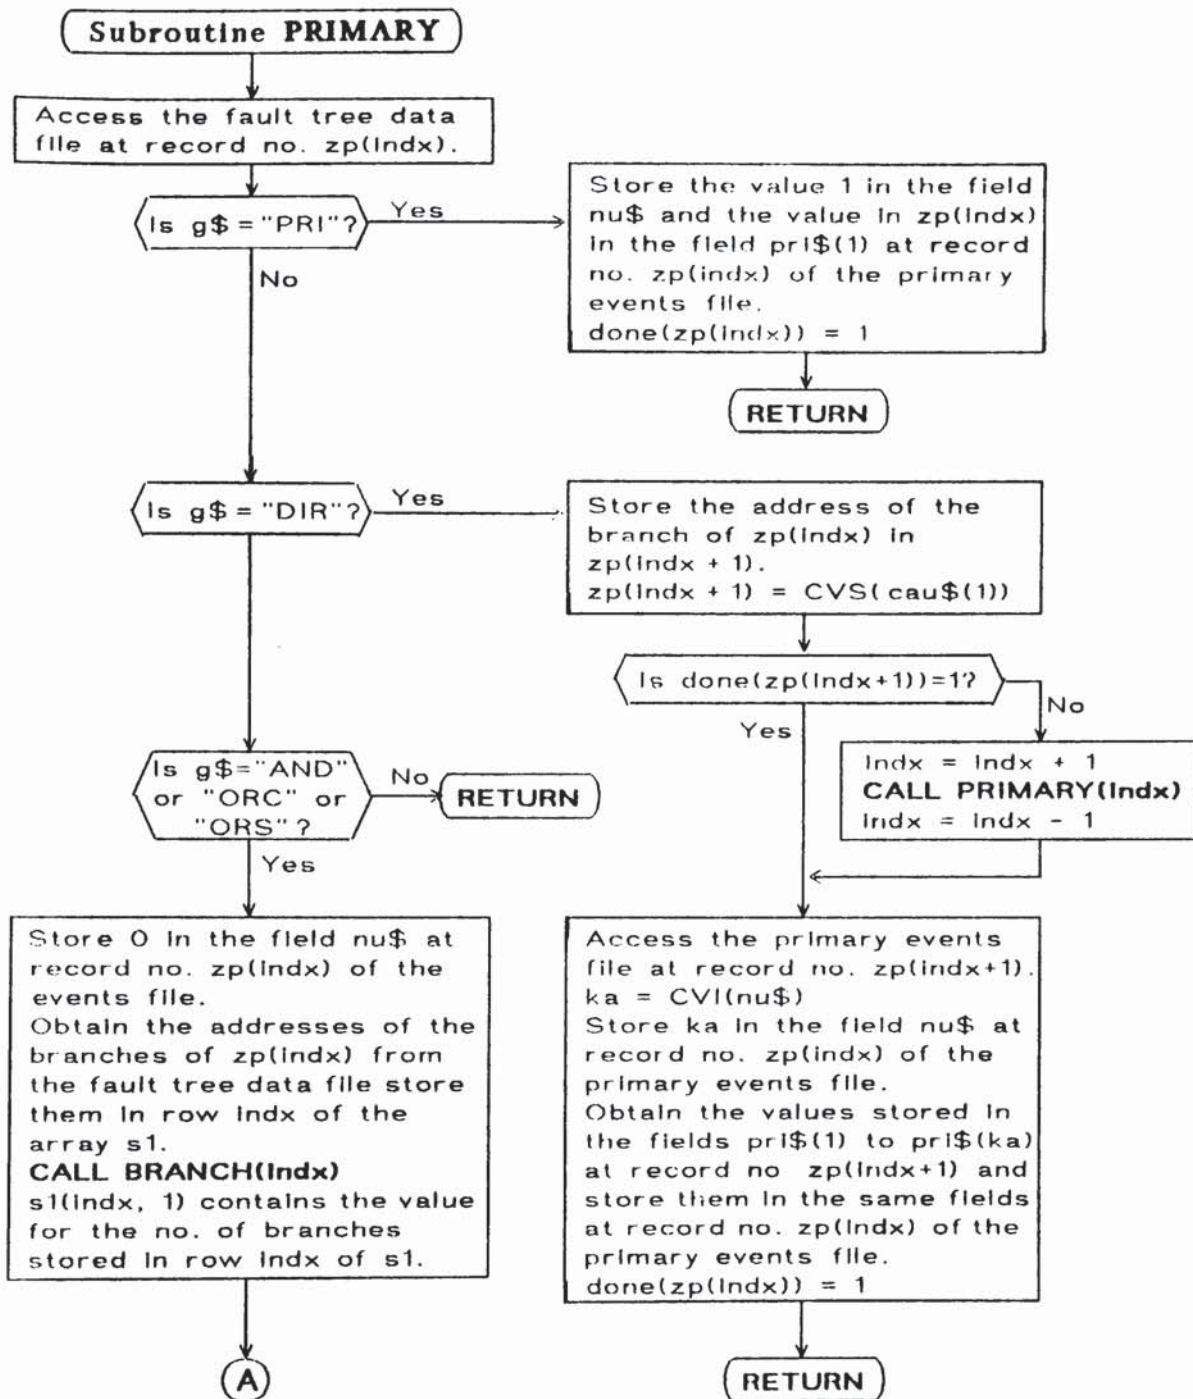 Subroutine PRIMARY
Access the fault tree data
file at record no. zp(indx).
Is g$ = "PRI"?
Yes
No
Store the value 1 in the field
nu$ and the value in zp(indx)
in the field pri$(1) at record
no. zp(indx) of the primary
events file.
done(zp(indx)) = 1
RETURN
Is g$ = "DIR"?
Yes
Store the address of the
branch of zp(indx) in
zp(indx + 1).
zp(indx + 1) = CVS(cau$(1))
Is done(zp(indx+1))=1?
No
Yes
indx = indx + 1
CALL PRIMARY(indx)
indx = indx - 1
Is g$="AND"
or "ORC" or
"ORS"?
No
RETURN
Yes
Store 0 in the field nu$ at
record no. zp(indx) of the
events file.
Obtain the addresses of the
branches of zp(indx) from
the fault tree data file store
them in row indx of the
array s1.
CALL BRANCH(indx)
s1(indx, 1) contains the value
for the no. of branches
stored in row indx of s1.
A
Access the primary events
file at record no. zp(indx+1).
ka = CVI(nu$)
Store ka in the field nu$ at
record no. zp(indx) of the
primary events file.
Obtain the values stored in
the fields pri$(1) to pri$(ka)
at record no zp(indx+1) and
store them in the same fields
at record no. zp(indx) of the
primary events file.
done(zp(indx)) = 1
RETURN